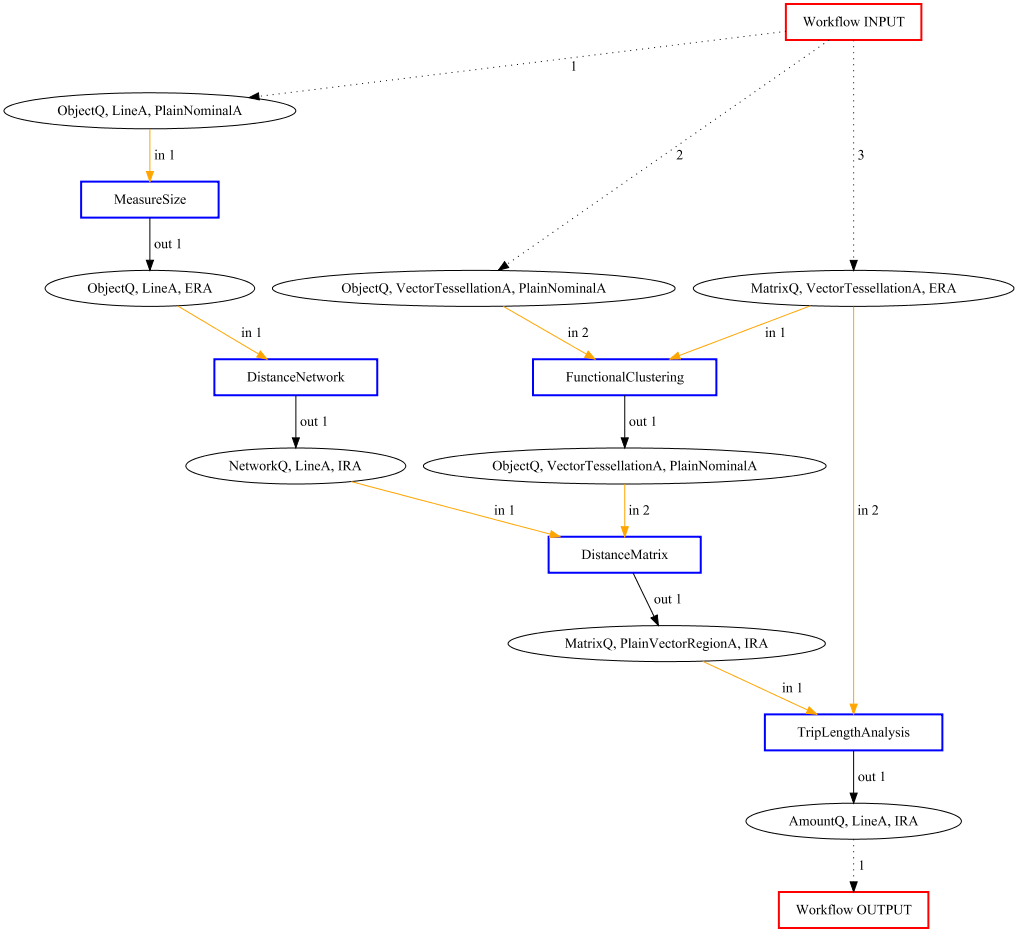 Workflow INPUT
1
ObjectQ, LineA, PlainNominalA
2
3
in 1
MeasureSize
out 1
ObjectQ, LineA, ERA
ObjectQ, VectorTessellationA, PlainNominalA
MatrixQ, VectorTessellationA, ERA
in 1
in 2
in 1
DistanceNetwork
FunctionalClustering
out 1
out 1
NetworkQ, LineA, IRA
ObjectQ, VectorTessellationA, PlainNominalA
in 1
in 2
in 2
DistanceMatrix
out 1
MatrixQ, PlainVectorRegionA, IRA
in 1
TripLengthAnalysis
out 1
AmountQ, LineA, IRA
1
Workflow OUTPUT